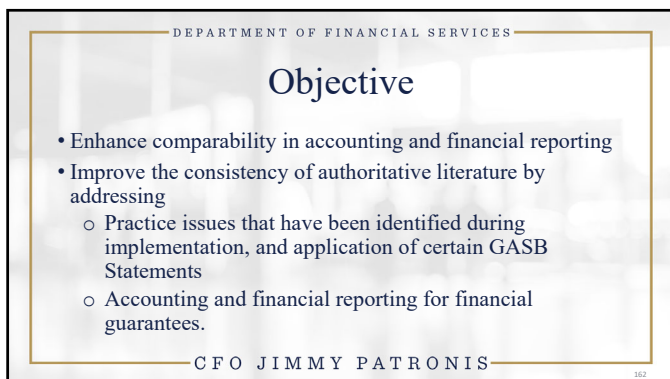 DEPARTMENT OF FINANCIAL SERVICES
Objective
• Enhance comparability in accounting and financial reporting
• Improve the consistency of authoritative literature by
addressing
o Practice issues that have been identified during
implementation, and application of certain GASB
Statements
o Accounting and financial reporting for financial
guarantees.
CFO JIMMY PATRONIS
162